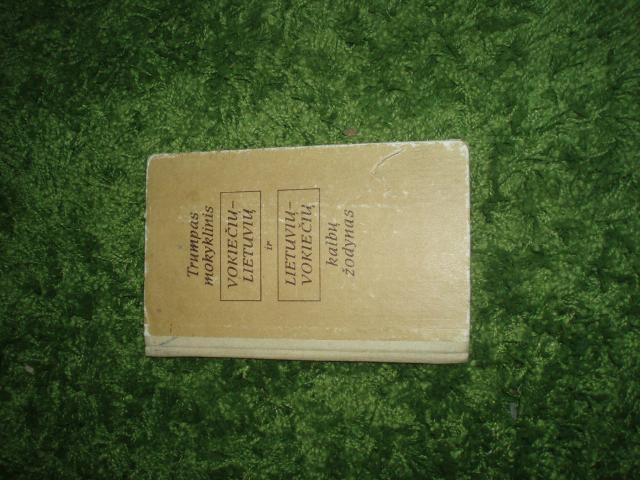 Trumpas
mokyklinis
VOKIEČIŲ–
LIETUVIŲ
ir
LIETUVIŲ–
VOKIEČIŲ
kalbų
žodynas